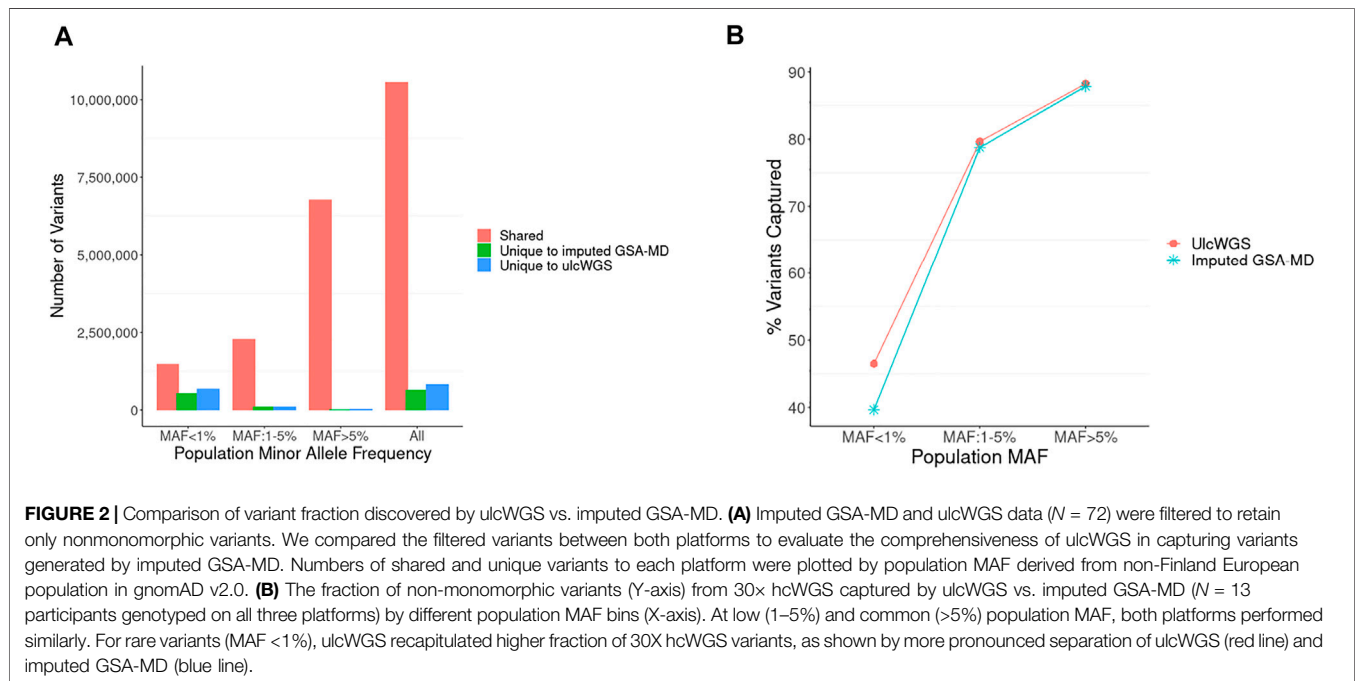 A
Number of Variants
10,000,000
7,500,000
5,000,000
2,500,000
0
MAF<1%
MAF:1-5%
MAF>5%
All
Population Minor Allele Frequency
Shared
Unique to imputed GSA-MD
Unique to ulcWGS
B
% Variants Captured
90
80
70
60
50
40
MAF<1%
MAF:1-5%
MAF>5%
Population MAF
UlcWGS
Imputed GSA-MD
FIGURE 2 | Comparison of variant fraction discovered by ulcWGS vs. imputed GSA-MD. (A) Imputed GSA-MD and ulcWGS data (N = 72) were filtered to retain
only nonmonomorphic variants. We compared the filtered variants between both platforms to evaluate the comprehensiveness of ulcWGS in capturing variants
generated by imputed GSA-MD. Numbers of shared and unique variants to each platform were plotted by population MAF derived from non-Finland European
population in gnomAD v2.0. (B) The fraction of non-monomorphic variants (Y-axis) from 30× hcWGS captured by ulcWGS vs. imputed GSA-MD (N = 13
participants genotyped on all three platforms) by different population MAF bins (X-axis). At low (1–5%) and common (>5%) population MAF, both platforms performed
similarly. For rare variants (MAF <1%), ulcWGS recapitulated higher fraction of 30X hcWGS variants, as shown by more pronounced separation of ulcWGS (red line) and
imputed GSA-MD (blue line).